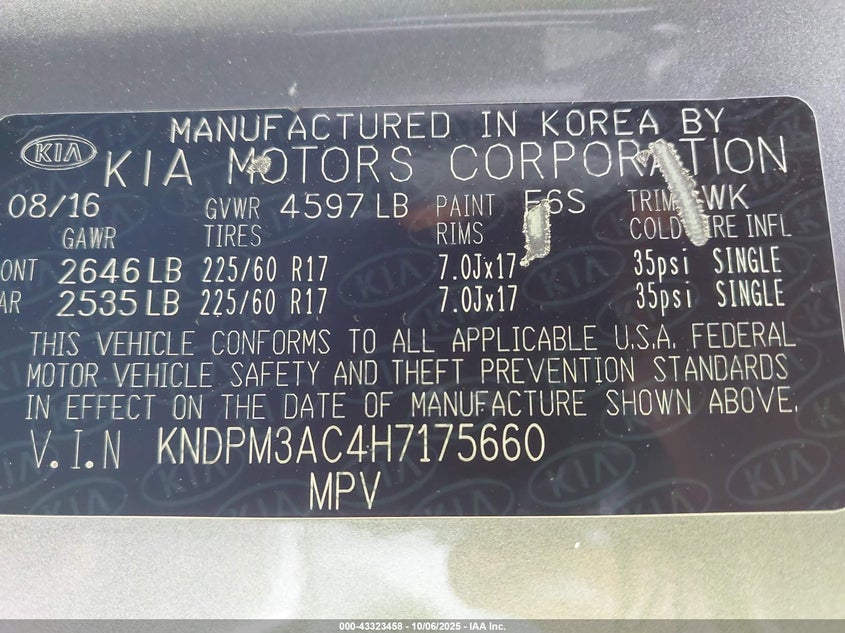 MANUFACTURED IN KOREA BY
KIA KIA MOTORS CORPORATION
08/16 GVWR 4597 LB PAINT E6S TRIM WK
GAWR TIRES RIMS COLD TIRE INFL
ONT 2646 LB 225/60 R17 7.0Jx17 35psi SINGLE
AR 2535 LB 225/60 R17 7.0Jx17 35psi SINGLE
THIS VEHICLE CONFORMS TO ALL APPLICABLE U.S.A. FEDERAL
MOTOR VEHICLE SAFETY AND THEFT PREVENTION STANDARDS
IN EFFECT ON THE DATE OF MANUFACTURE SHOWN ABOVE.
V.I.N KNDPM3AC4H7175660
MPV
000-43323458 - 10/06/2025 - IAA Inc.